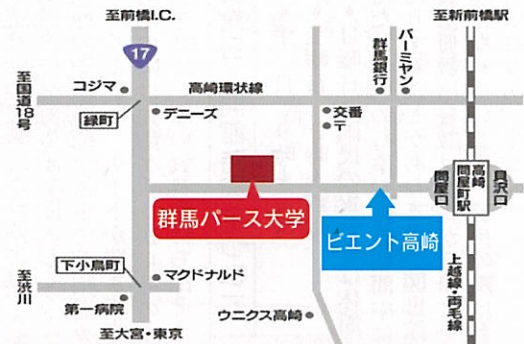 至前橋I.C.
至新前橋駅
17
至国道18号
コジマ
高崎環状線
群馬銀行
バーミヤン
緑町
デニーズ
交番
〒
高崎問屋町駅
問屋口
貝沢口
群馬パース大学
ビエント高崎
下小鳥町
マクドナルド
至渋川
第一病院
ウニクス高崎
上越線・両毛線
至大宮・東京